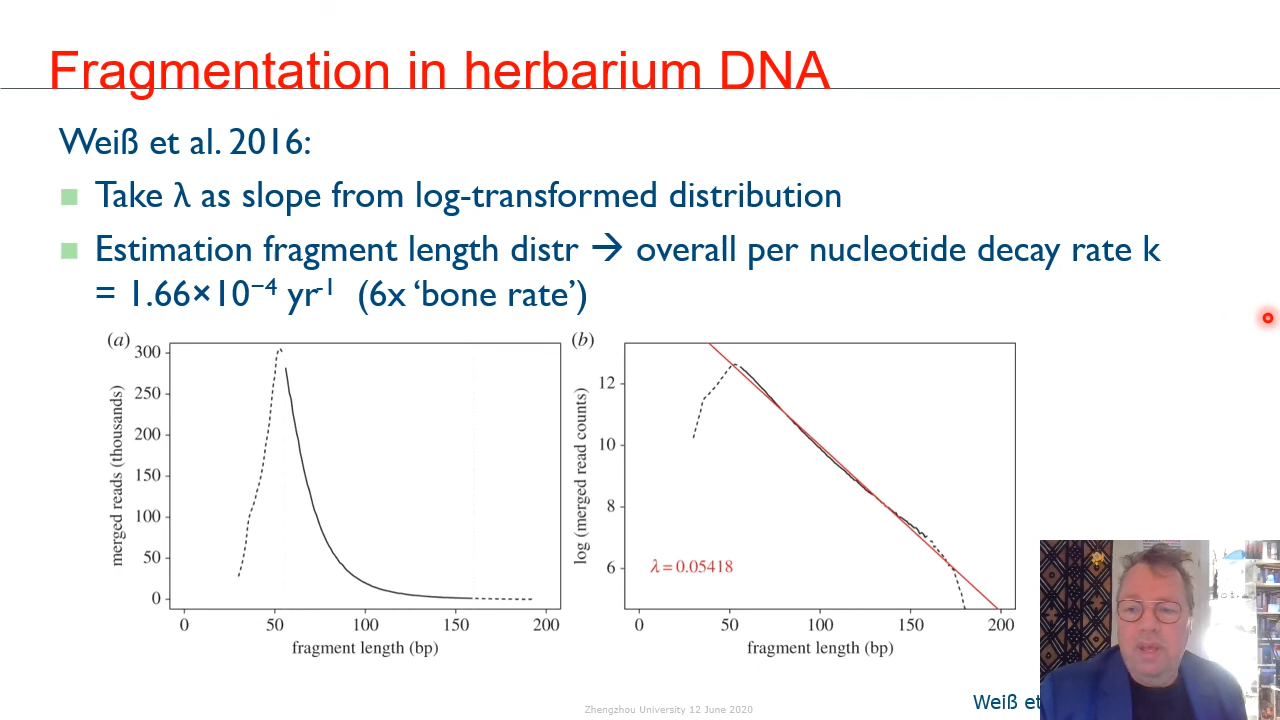 Fragmentation in herbarium DNA
Weiß et al. 2016:
Take λ as slope from log-transformed distribution
Estimation fragment length distr → overall per nucleotide decay rate k
= 1.66×10⁻⁴ yr⁻¹ (6x ‘bone rate’)
(a)
merged reads (thousands)
300
250
200
150
100
50
0
0 50 100 150 200
fragment length (bp)
(b)
log (merged read counts)
12
10
8
6
λ = 0.05418
0 50 100 150 200
fragment length (bp)
Weiß et
Zhengzhou University 12 June 2020